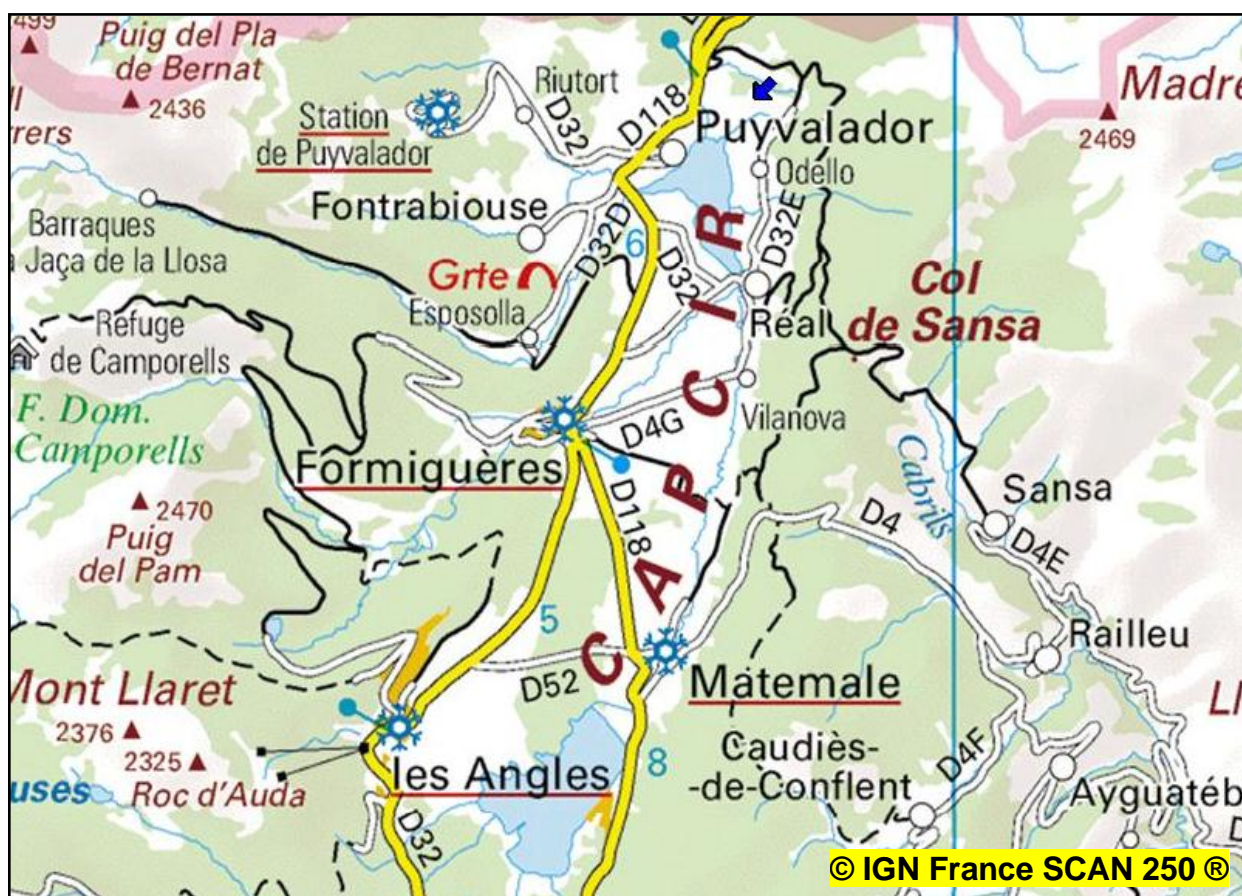 2499
Puig del Pla
de Bernat
2436
Riutort
Station
de Puyvalador
D32
D118
Puyvalador
Madre
2469
Odello
Fontrabiouse
Barraques
a Jaça de la Llosa
D32D
6
D32
D32E
Grte
Esposolla
Réal
Col
de Sansa
Refuge
de Camporells
F. Dom.
Camporells
Vilanova
D4G
Formiguères
D118
CAPCIR
Cabrils
Sansa
D4
D4E
2470
Puig
del Pam
5
D52
Railleu
Mont Llaret
2376
2325
Roc d'Auda
Matemale
les Angles
8
Caudiès-
-de-Conflent
D4F
Ayguatéb
D32
© IGN France SCAN 250 ®